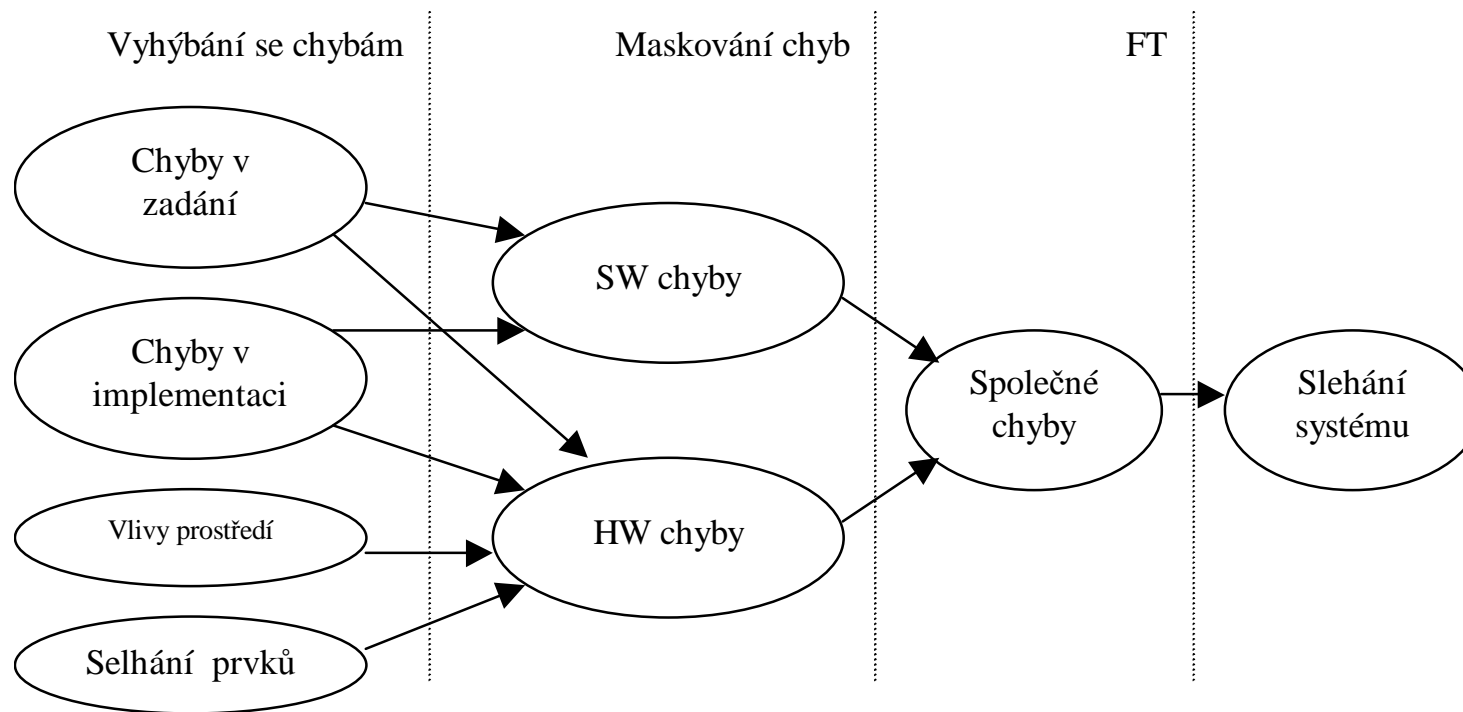 Vyhýbání se chybám
Maskování chyb
FT
Chyby v
zadání
SW chyby
Chyby v
implementaci
Společné
chyby
Slehání
systému
Vlivy prostředí
HW chyby
Selhání prvků